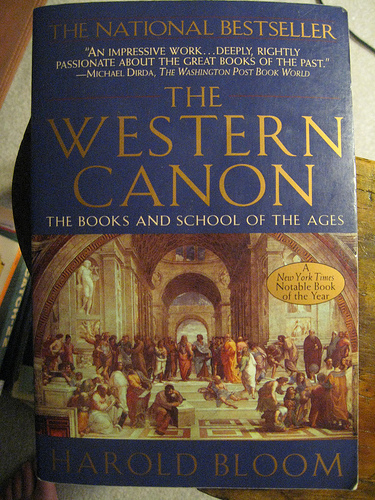 THE NATIONAL BESTSELLER
"AN IMPRESSIVE WORK...DEEPLY, RIGHTLY
PASSIONATE ABOUT THE GREAT BOOKS OF THE PAST."
—MICHAEL DIRDA, THE WASHINGTON POST BOOK WORLD
THE
WESTERN
CANON
THE BOOKS AND SCHOOL OF THE AGES
A
New York Times
Notable Book
of the Year
HAROLD BLOOM